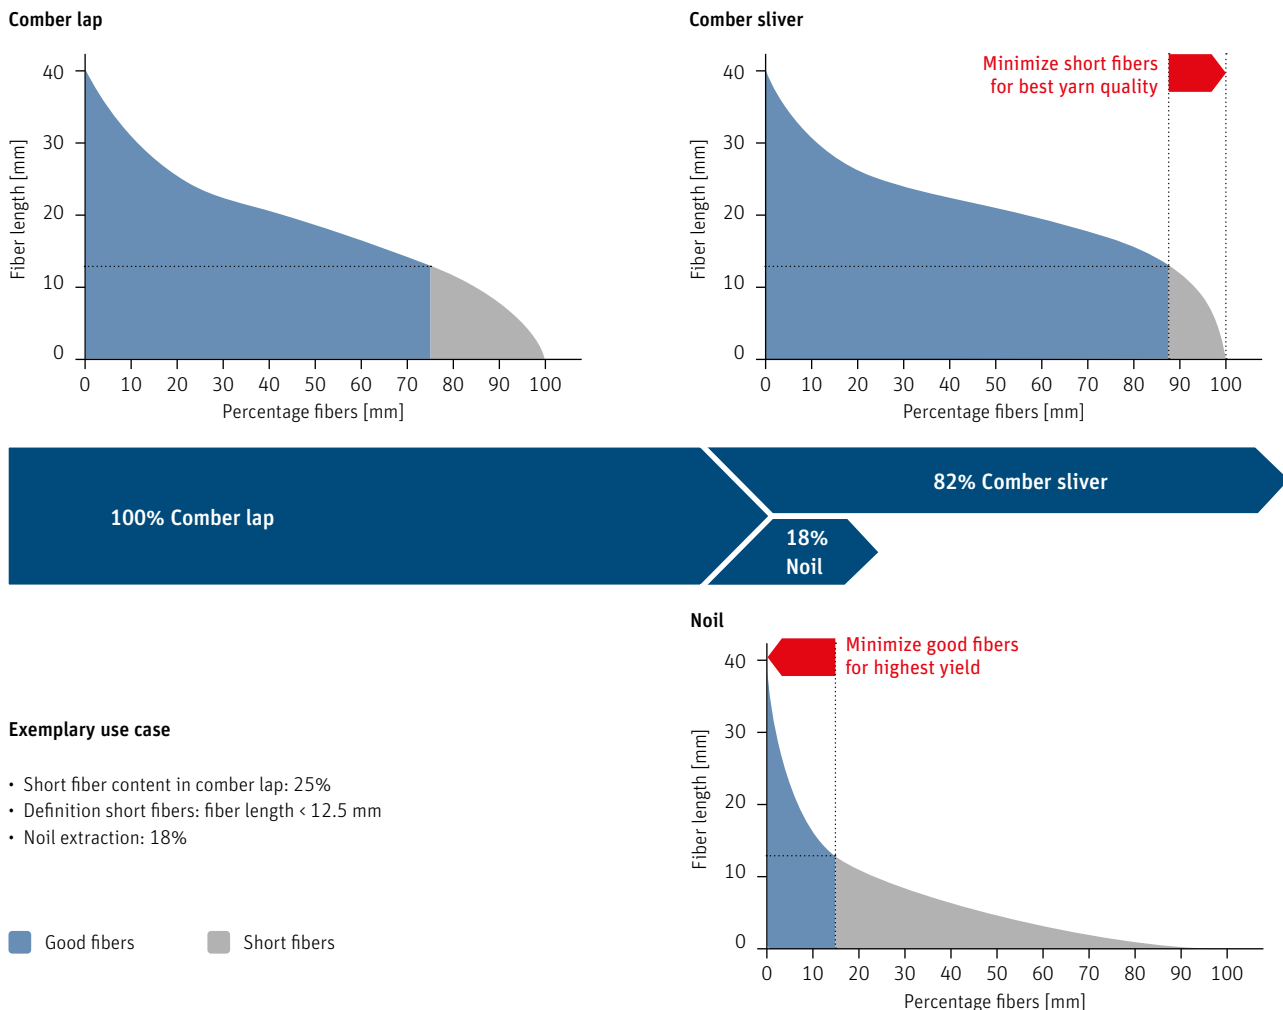 Comber lap
40
30
20
10
0
Fiber length [mm]
0 10 20 30 40 50 60 70 80 90 100
Percentage fibers [mm]
Comber sliver
Minimize short fibers
for best yarn quality
40
30
20
10
0
Fiber length [mm]
0 10 20 30 40 50 60 70 80 90 100
Percentage fibers [mm]
100% Comber lap
82% Comber sliver
18%
Noil
Noil
Minimize good fibers
for highest yield
40
30
20
10
0
Fiber length [mm]
0 10 20 30 40 50 60 70 80 90 100
Percentage fibers [mm]
Exemplary use case
• Short fiber content in comber lap: 25%
• Definition short fibers: fiber length < 12.5 mm
• Noil extraction: 18%
Good fibers
Short fibers